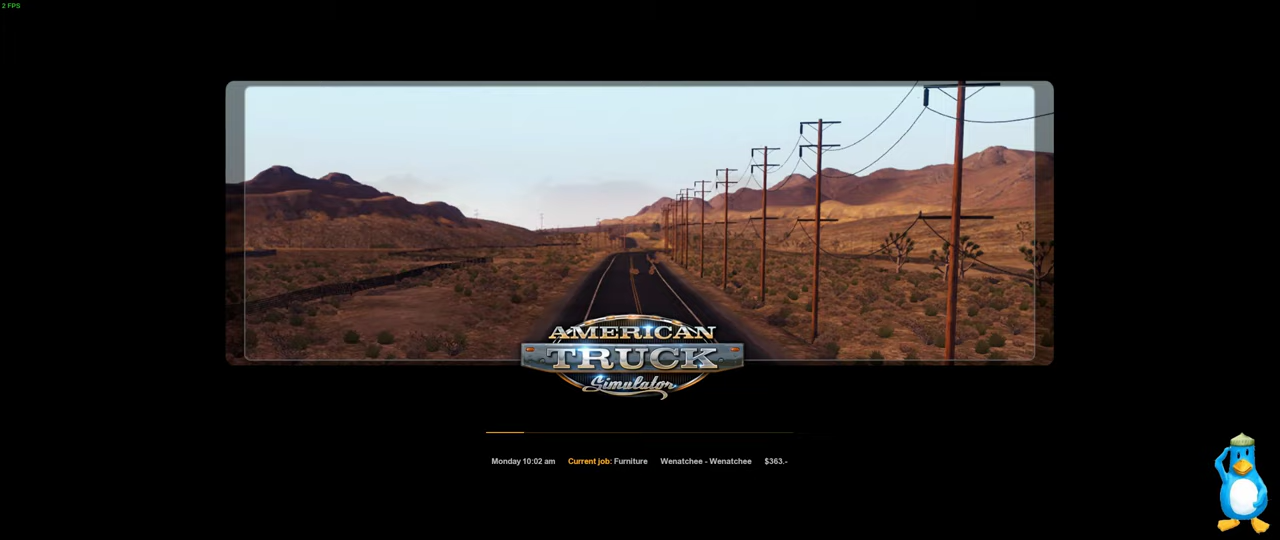 2 FPS
AMERICAN
TRUCK
Simulator
Monday 10:02 am Current job: Furniture Wenatchee - Wenatchee $363.-